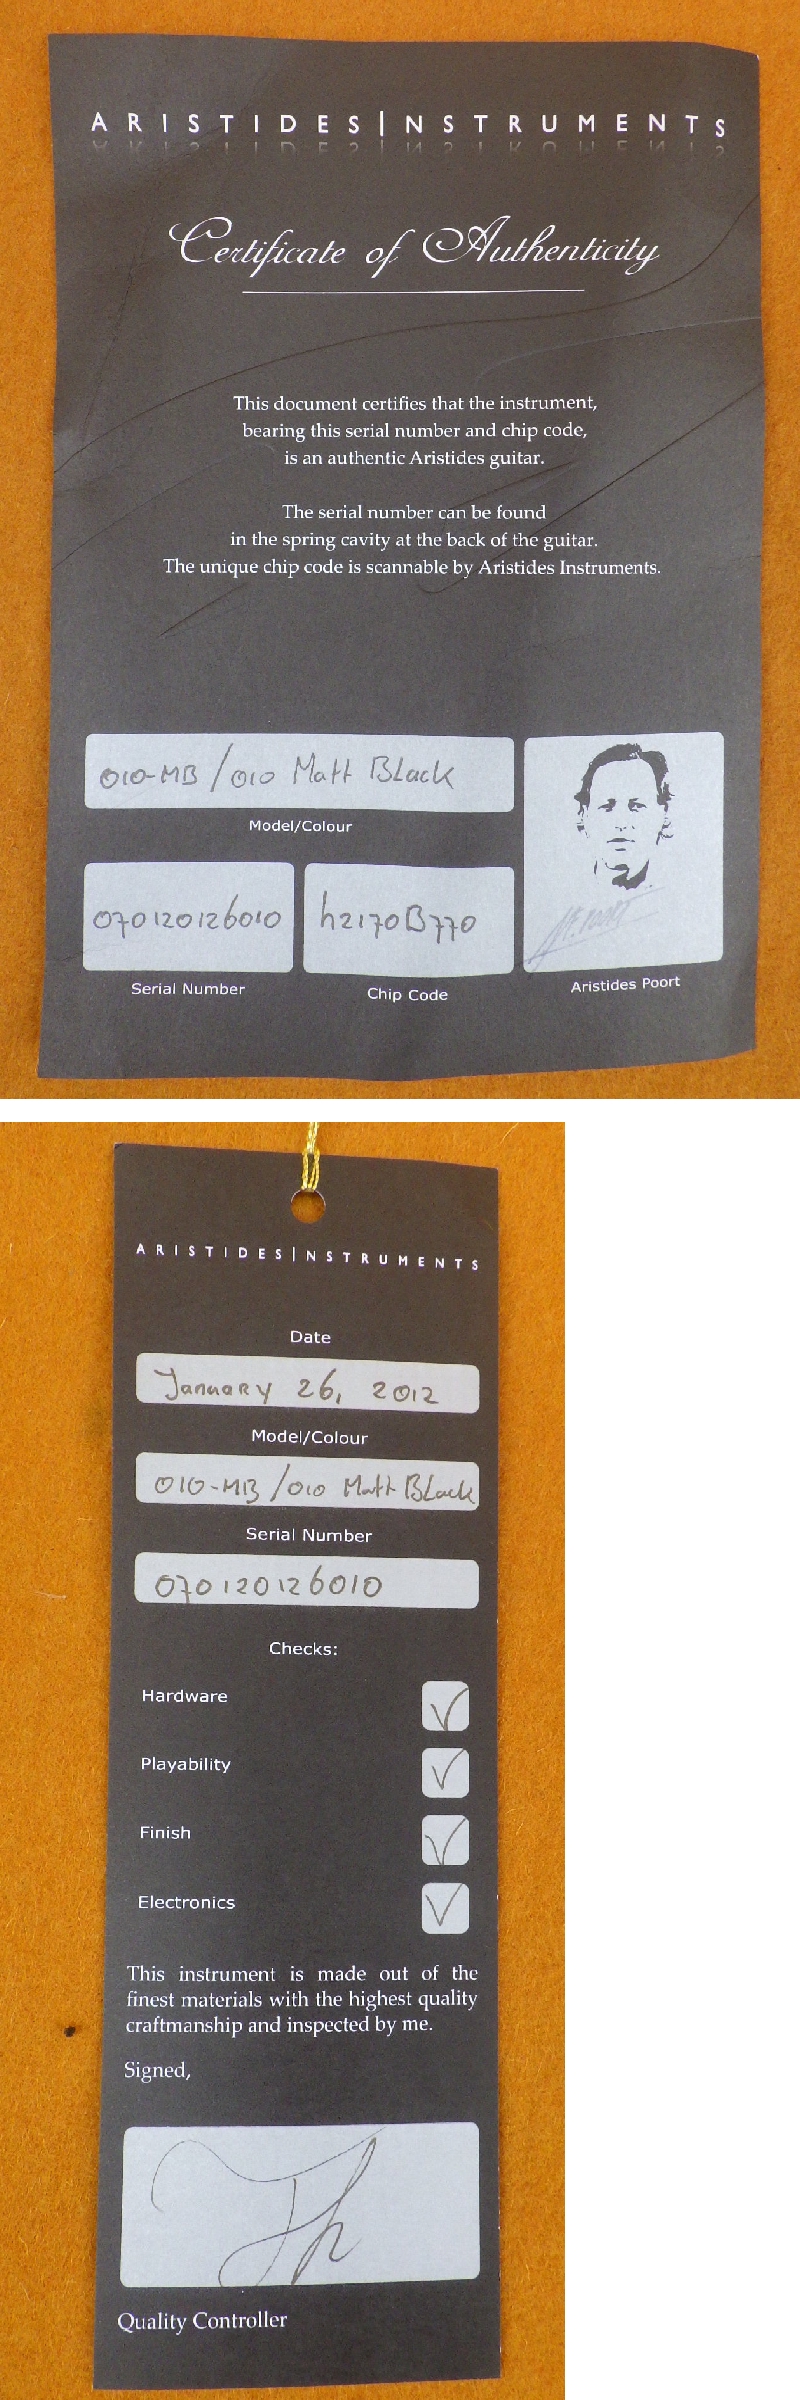 ARISTIDES|NSTRUMENTS
Certificate of Authenticity
This document certifies that the instrument,
bearing this serial number and chip code,
is an authentic Aristides guitar.
The serial number can be found
in the spring cavity at the back of the guitar.
The unique chip code is scannable by Aristides Instruments.
010-MB / 010 Matt Black
Model/Colour
070120126010
Serial Number
h2170B770
Chip Code
Aristides Poort
ARISTIDES|NSTRUMENTS
Date
January 26, 2012
Model/Colour
010-MB / 010 Matt Black
Serial Number
070120126010
Checks:
Hardware
Playability
Finish
Electronics
This instrument is made out of the
finest materials with the highest quality
craftmanship and inspected by me.
Signed,
Quality Controller